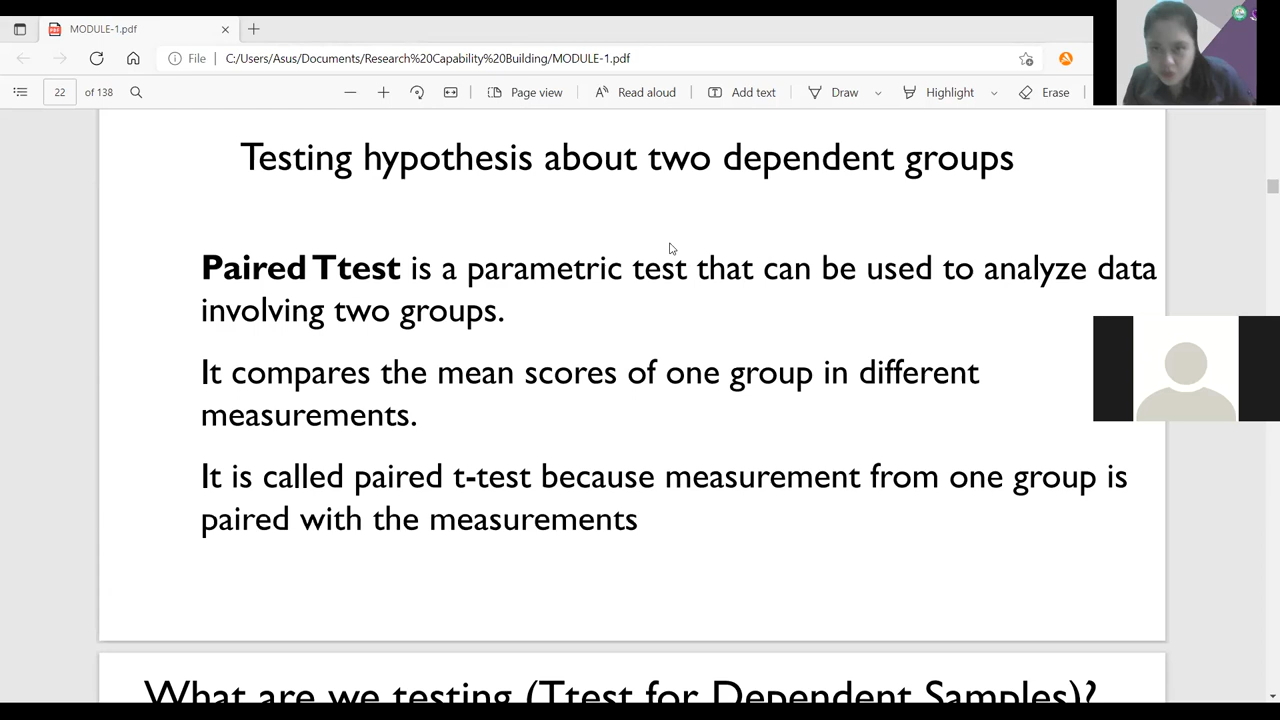 MODULE-1.pdf
File
C:/Users/Asus/Documents/Research%20Capability%20Building/MODULE-1.pdf
22 of 138
Page view
Read aloud
Add text
Draw
Highlight
Erase
Testing hypothesis about two dependent groups
Paired Ttest is a parametric test that can be used to analyze data
involving two groups.
It compares the mean scores of one group in different
measurements.
It is called paired t-test because measurement from one group is
paired with the measurements
What are we testing (Ttest for Dependent Samples)?